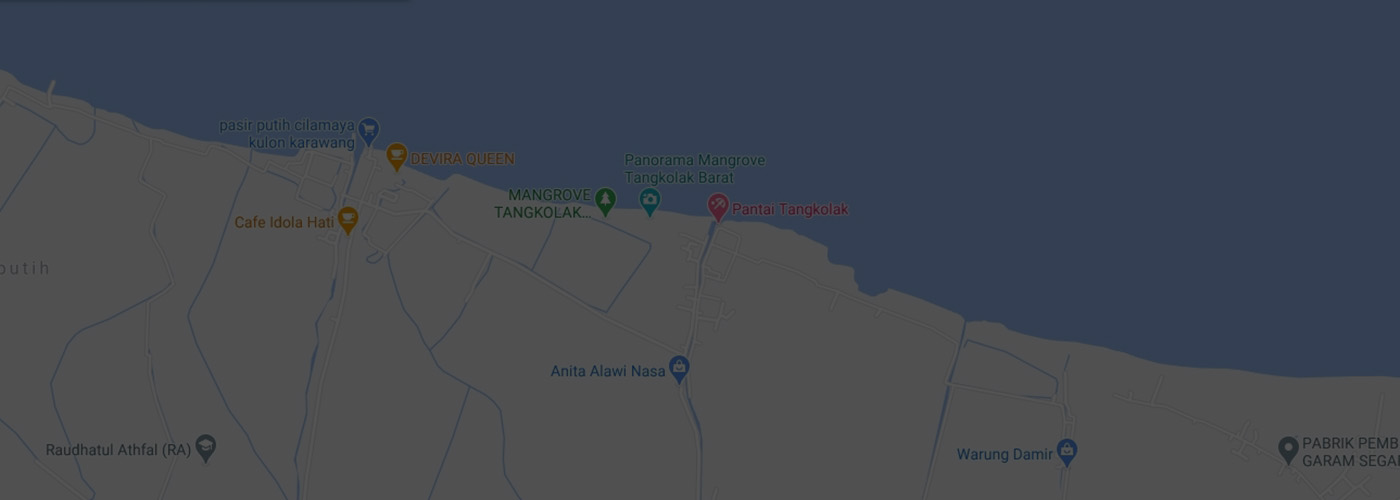 pasir putih cilamaya
kulon karawang
DEVIRA QUEEN
Panorama Mangrove
Tangkolak Barat
MANGROVE
TANGKOLAK...
Pantai Tangkolak
Cafe Idola Hati
outih
Anita Alawi Nasa
Raudhatul Athfal (RA)
Warung Damir
PABRIK PEMB
GARAM SEGA